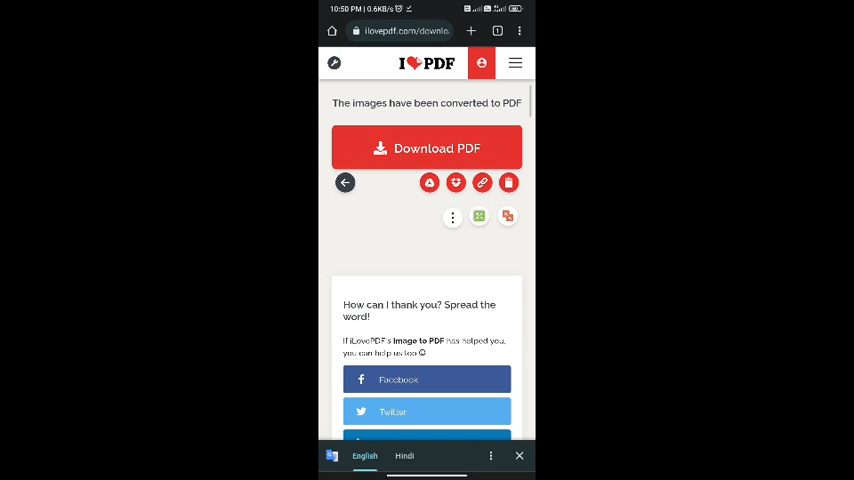 10:50 PM | 0.6KB/s
ilovepdf.com/downlo
1
I PDF
The images have been converted to PDF
Download PDF
How can I thank you? Spread the
word!
If iLovePDF's Image to PDF has helped you,
you can help us too
Facebook
Twitter
English Hindi